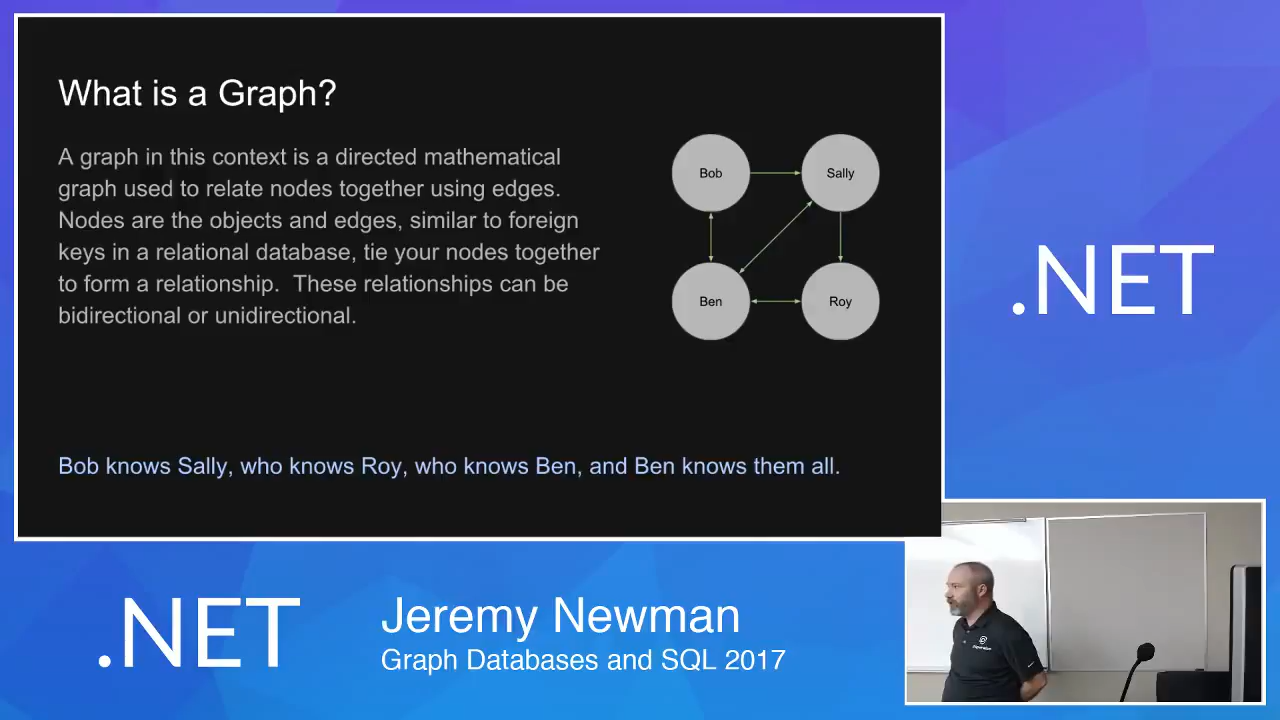 What is a Graph?
A graph in this context is a directed mathematical
graph used to relate nodes together using edges.
Nodes are the objects and edges, similar to foreign
keys in a relational database, tie your nodes together
to form a relationship.  These relationships can be
bidirectional or unidirectional.
Bob
Sally
Ben
Roy
Bob knows Sally, who knows Roy, who knows Ben, and Ben knows them all.
.NET
.NET
Jeremy Newman
Graph Databases and SQL 2017